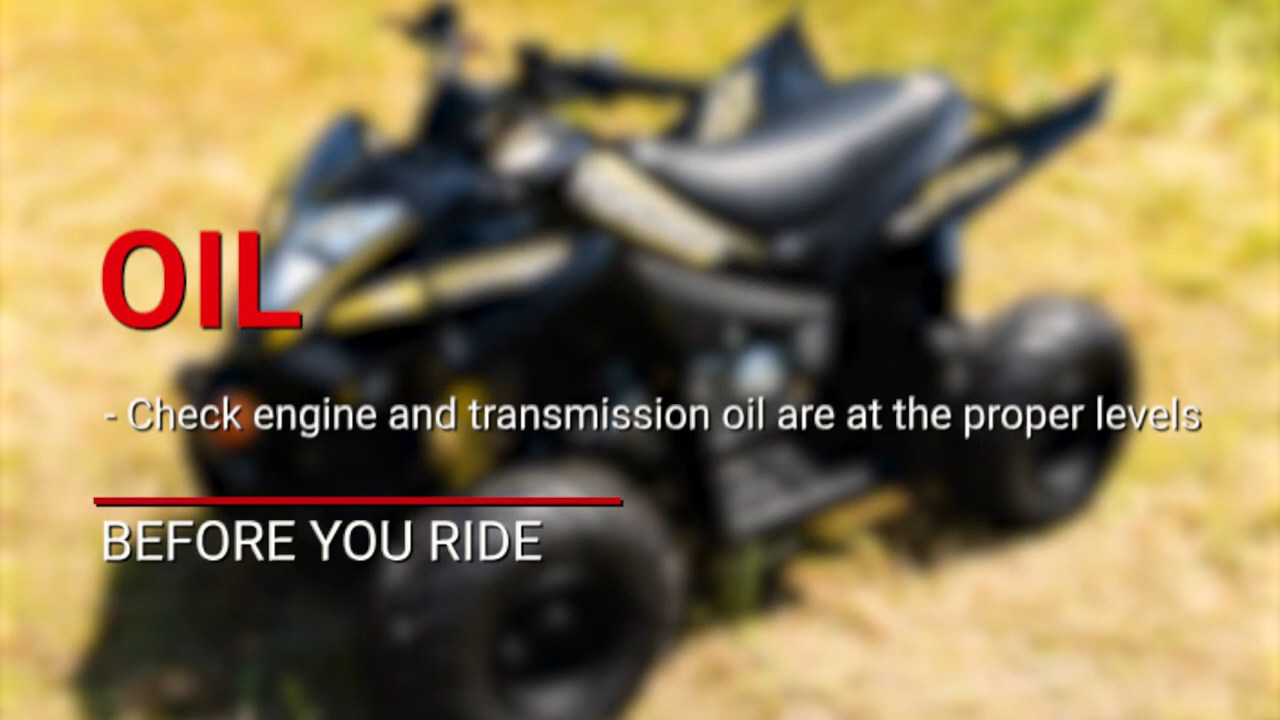 OIL
- Check engine and transmission oil are at the proper levels
BEFORE YOU RIDE